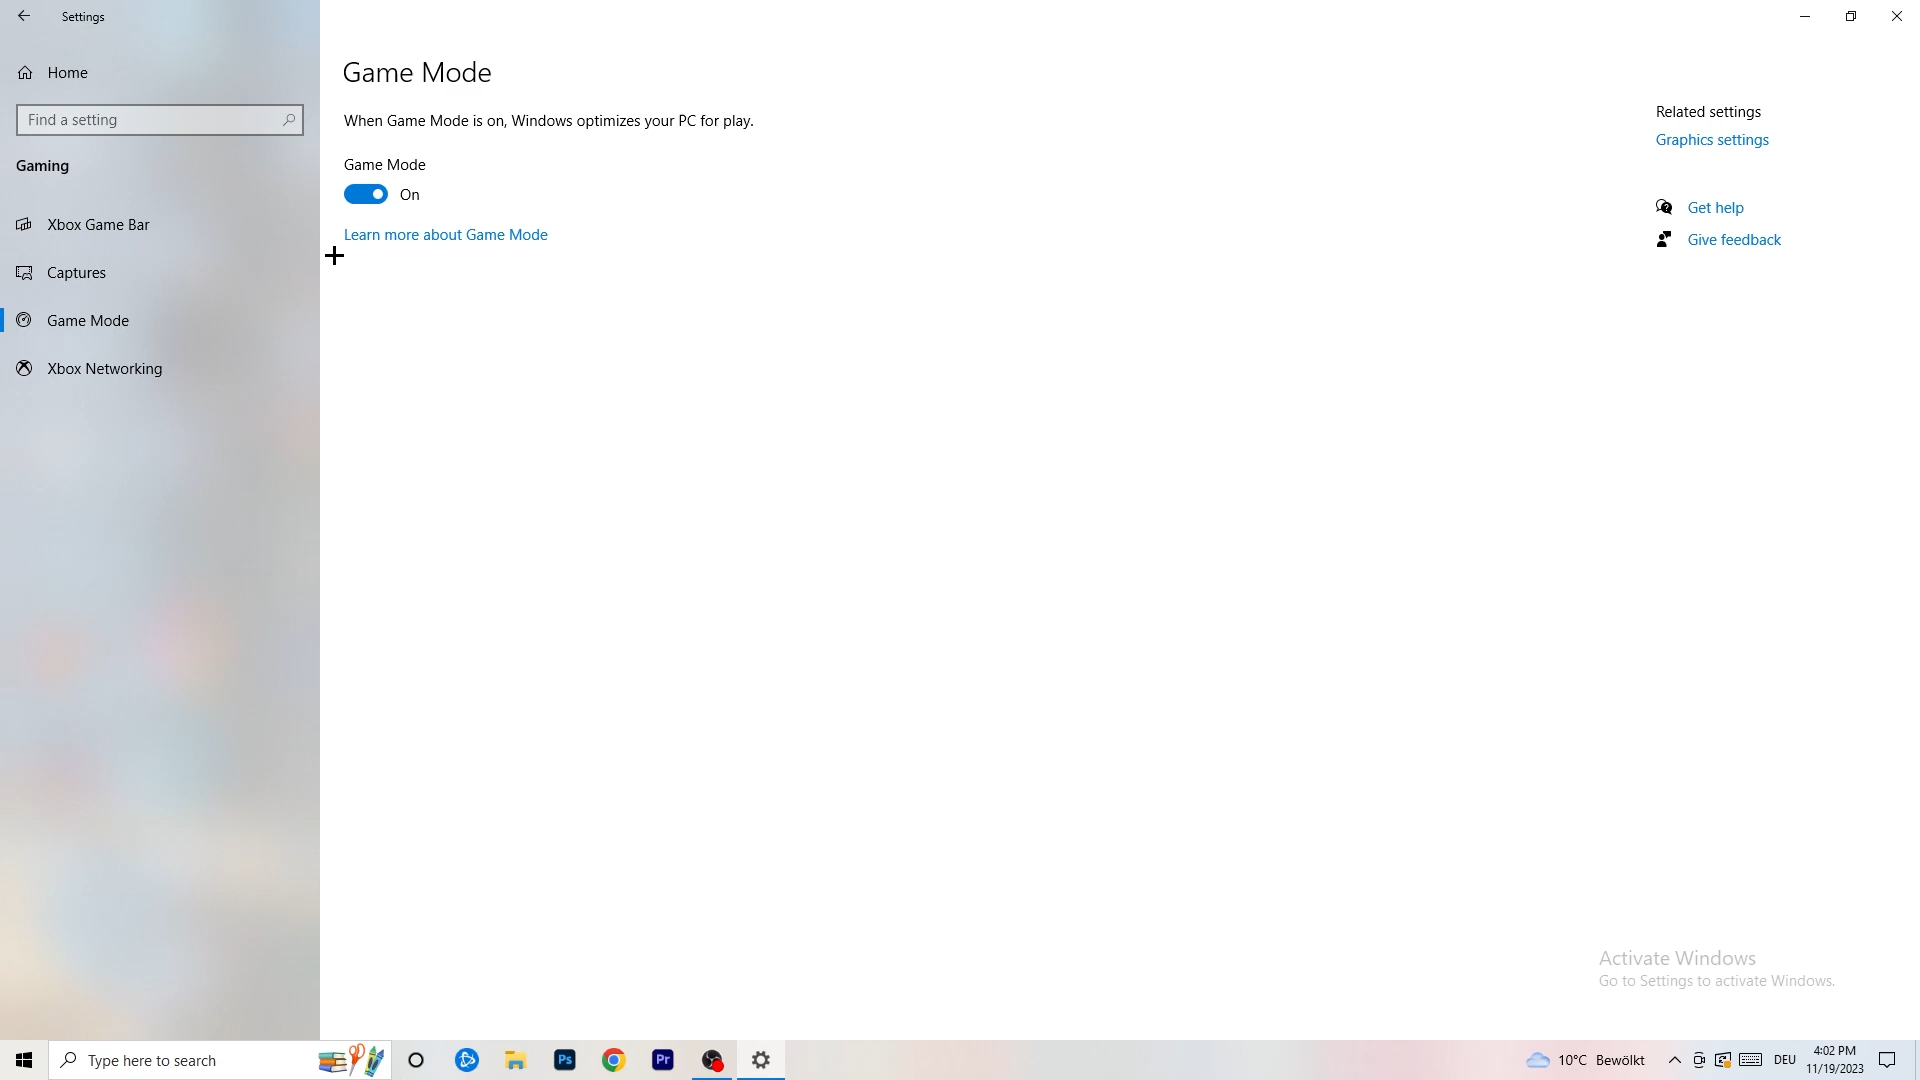 Settings
Home
Find a setting
Gaming
Xbox Game Bar
Captures
Game Mode
Xbox Networking
Game Mode
When Game Mode is on, Windows optimizes your PC for play.
Game Mode
On
Learn more about Game Mode
Related settings
Graphics settings
Get help
Give feedback
Activate Windows
Go to Settings to activate Windows.
Type here to search
Ps
Pr
10°C Bewölkt
DEU
4:02 PM
11/19/2023